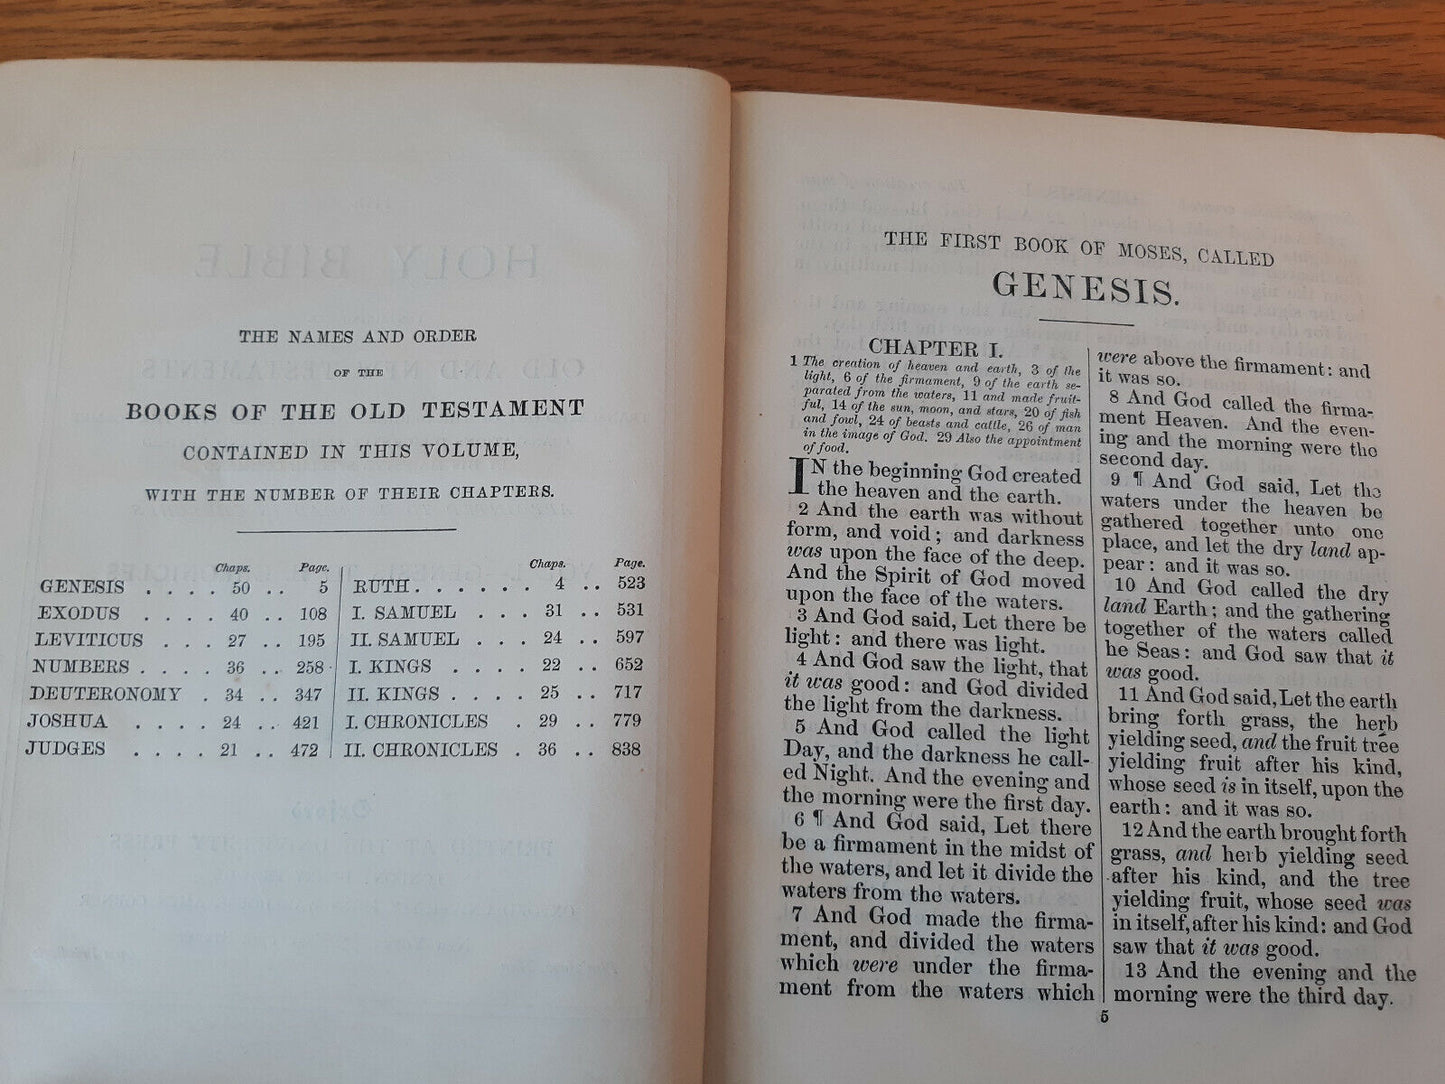 THE NAMES AND ORDER
OF THE
BOOKS OF THE OLD TESTAMENT
CONTAINED IN THIS VOLUME,
WITH THE NUMBER OF THEIR CHAPTERS.
Chaps. Page.
GENESIS . . . . 50 . . 5
EXODUS . . . . 40 . . 108
LEVITICUS . . . 27 . . 195
NUMBERS . . . . 36 . . 258
DEUTERONOMY . 34 . . 347
JOSHUA . . . . 24 . . 421
JUDGES . . . . 21 . . 472
Chaps. Page.
RUTH . . . . . . 4 . . 523
I. SAMUEL . . . 31 . . 531
II. SAMUEL . . . 24 . . 597
I. KINGS . . . . 22 . . 652
II. KINGS . . . . 25 . . 717
I. CHRONICLES . 29 . . 779
II. CHRONICLES . 36 . . 838
THE FIRST BOOK OF MOSES, CALLED
GENESIS.
CHAPTER I.
1 The creation of heaven and earth, 3 of the
light, 6 of the firmament, 9 of the earth se-
parated from the waters, 11 and made fruit-
ful, 14 of the sun, moon, and stars, 20 of fish
and fowl, 24 of beasts and cattle, 26 of man
in the image of God. 29 Also the appointment
of food.
IN the beginning God created
the heaven and the earth.
2 And the earth was without
form, and void; and darkness
was upon the face of the deep.
And the Spirit of God moved
upon the face of the waters.
3 And God said, Let there be
light: and there was light.
4 And God saw the light, that
it was good: and God divided
the light from the darkness.
5 And God called the light
Day, and the darkness he call-
ed Night. And the evening and
the morning were the first day.
6 ¶ And God said, Let there
be a firmament in the midst of
the waters, and let it divide the
waters from the waters.
7 And God made the firma-
ment, and divided the waters
which were under the firma-
ment from the waters which
were above the firmament: and
it was so.
8 And God called the firma-
ment Heaven. And the even-
ing and the morning were the
second day.
9 ¶ And God said, Let the
waters under the heaven be
gathered together unto one
place, and let the dry land ap-
pear: and it was so.
10 And God called the dry
land Earth; and the gathering
together of the waters called
he Seas: and God saw that it
was good.
11 And God said, Let the earth
bring forth grass, the herb
yielding seed, and the fruit tree
yielding fruit after his kind,
whose seed is in itself, upon the
earth: and it was so.
12 And the earth brought forth
grass, and herb yielding seed
after his kind, and the tree
yielding fruit, whose seed was
in itself, after his kind: and God
saw that it was good.
13 And the evening and the
morning were the third day.
5